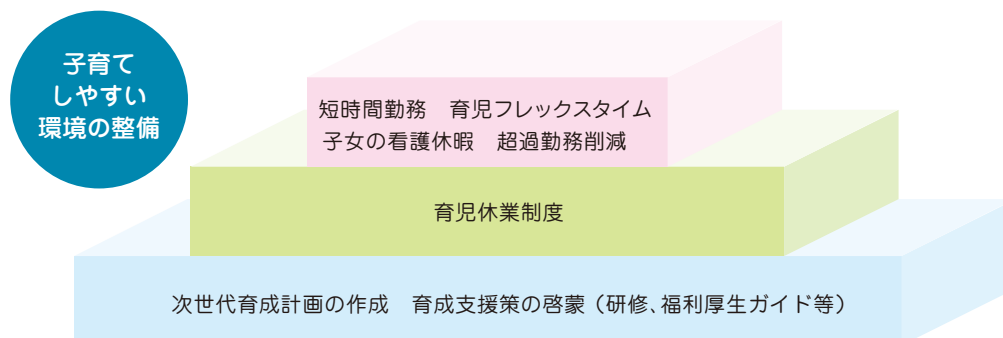 子育て
しやすい
環境の整備
短時間勤務　育児フレックスタイム
子女の看護休暇　超過勤務削減
育児休業制度
次世代育成計画の作成　育成支援策の啓蒙（研修、福利厚生ガイド等）